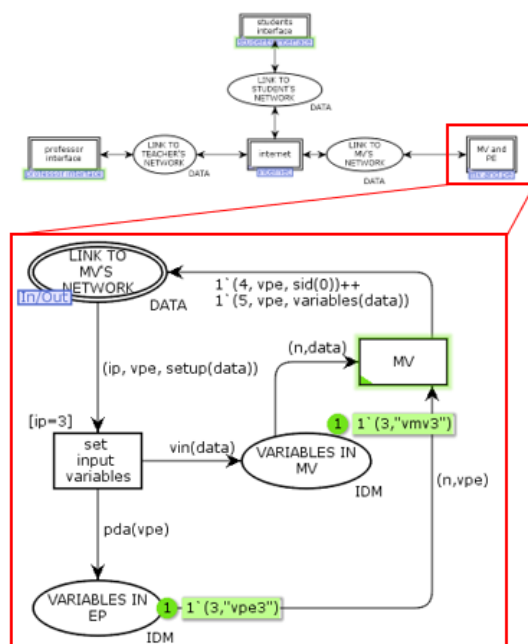 students
interface
LINK TO
STUDENT'S
NETWORK
DATA
professor
interface
professor interface
LINK TO
TEACHER'S
NETWORK
DATA
internet
LINK TO
MV'S
NETWORK
DATA
MV and
PE
LINK TO
MV'S
NETWORK
In/Out
DATA
1`(4, vpe, sid(0))++
1`(5, vpe, variables(data))
(n,data)
MV
(ip, vpe, setup(data))
[ip=3]
set
input
variables
vin(data)
1 1`(3,"vmv3")
VARIABLES IN
MV
IDM
(n,vpe)
pda(vpe)
VARIABLES IN
EP
1 1`(3,"vpe3")
IDM